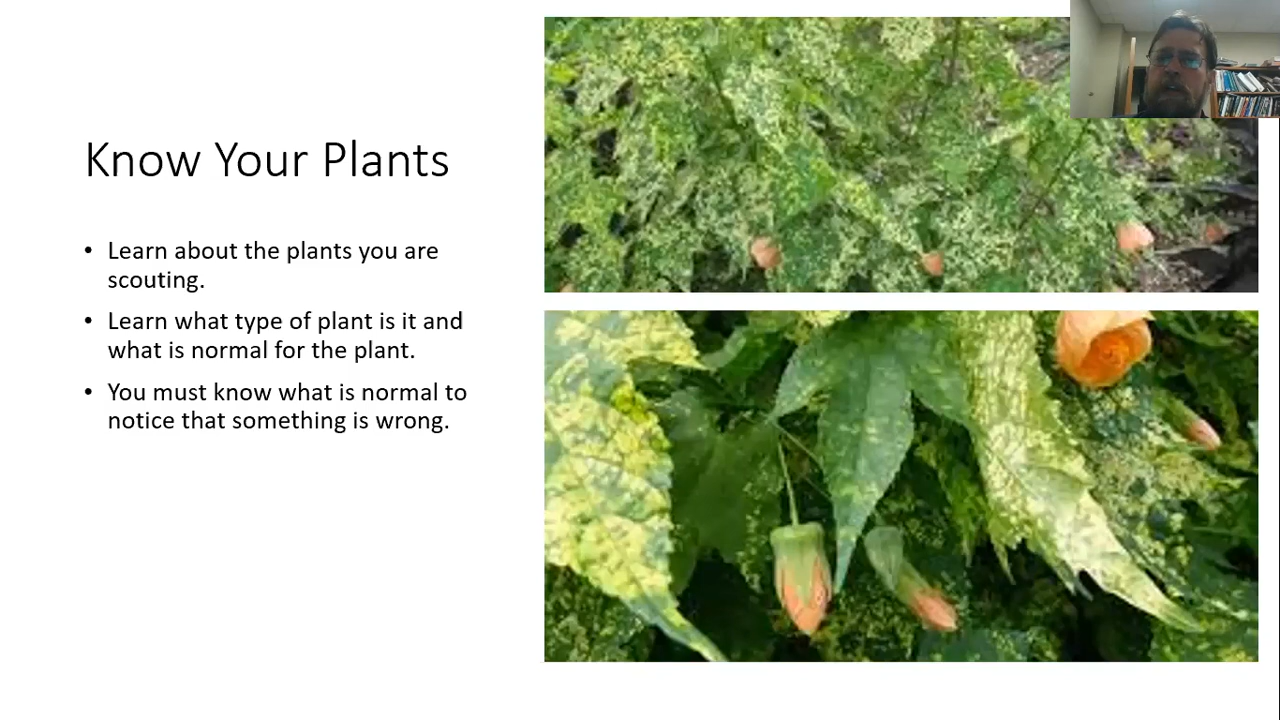 Know Your Plants
• Learn about the plants you are
scouting.
• Learn what type of plant is it and
what is normal for the plant.
• You must know what is normal to
notice that something is wrong.